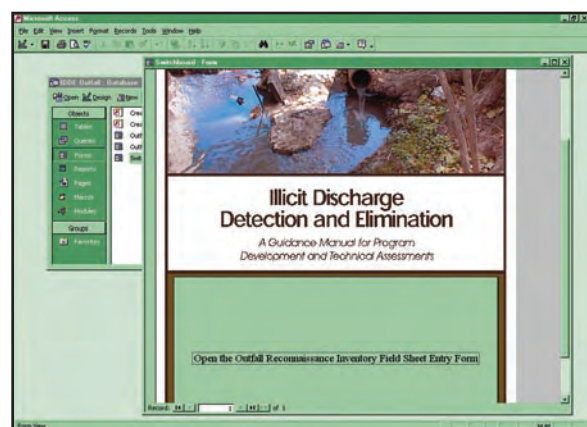 Microsoft Access
File Edit View Insert Format Records Tools Window Help
Switchboard : Form
IDDE Outfall : Database
Open Design New
Objects
Tables
Queries
Forms
Reports
Pages
Macros
Modules
Groups
Favorites
Illicit Discharge
Detection and Elimination
A Guidance Manual for Program
Development and Technical Assessments
Open the Outfall Reconnaissance Inventory Field Sheet Entry Form
Record: 1 of 1
Form View